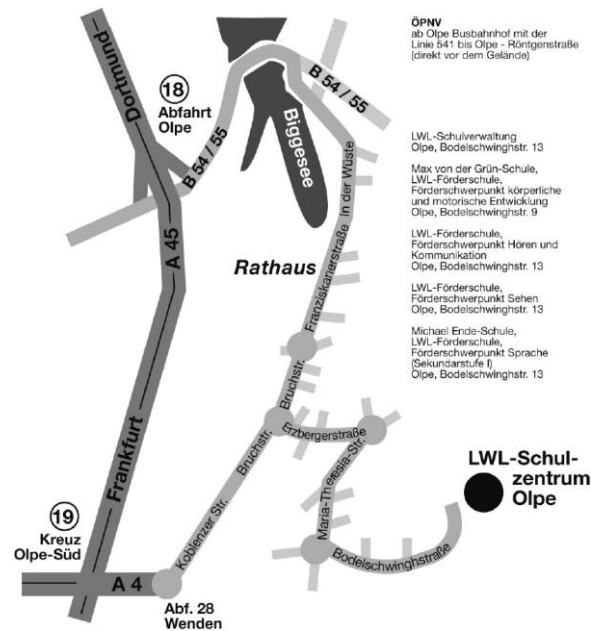 ÖPNV
ab Olpe Busbahnhof mit der
Linie 541 bis Olpe - Röntgenstraße
(direkt vor dem Gelände)
LWL-Schulverwaltung
Olpe, Bodelschwinghstr. 13
Max von der Grün-Schule,
LWL-Förderschule,
Förderschwerpunkt körperliche
und motorische Entwicklung
Olpe, Bodelschwinghstr. 9
LWL-Förderschule,
Förderschwerpunkt Hören und
Kommunikation
Olpe, Bodelschwinghstr. 13
LWL-Förderschule,
Förderschwerpunkt Sehen
Olpe, Bodelschwinghstr. 13
Michael Ende-Schule,
LWL-Förderschule,
Förderschwerpunkt Sprache
(Sekundarstufe I)
Olpe, Bodelschwinghstr. 13
Dortmund
18
Abfahrt
Olpe
B 54 / 55
B 54 / 55
Biggesee
In der Wüste
A 45
Rathaus
Franziskanerstraße
Bruchstr.
Erzbergerstraße
Bruchstr.
Maria-Theresia-Str.
LWL-Schul-
zentrum
Olpe
Frankfurt
Koblenzer Str.
19
Kreuz
Olpe-Süd
Bodelschwinghstraße
A 4
Abf. 28
Wenden